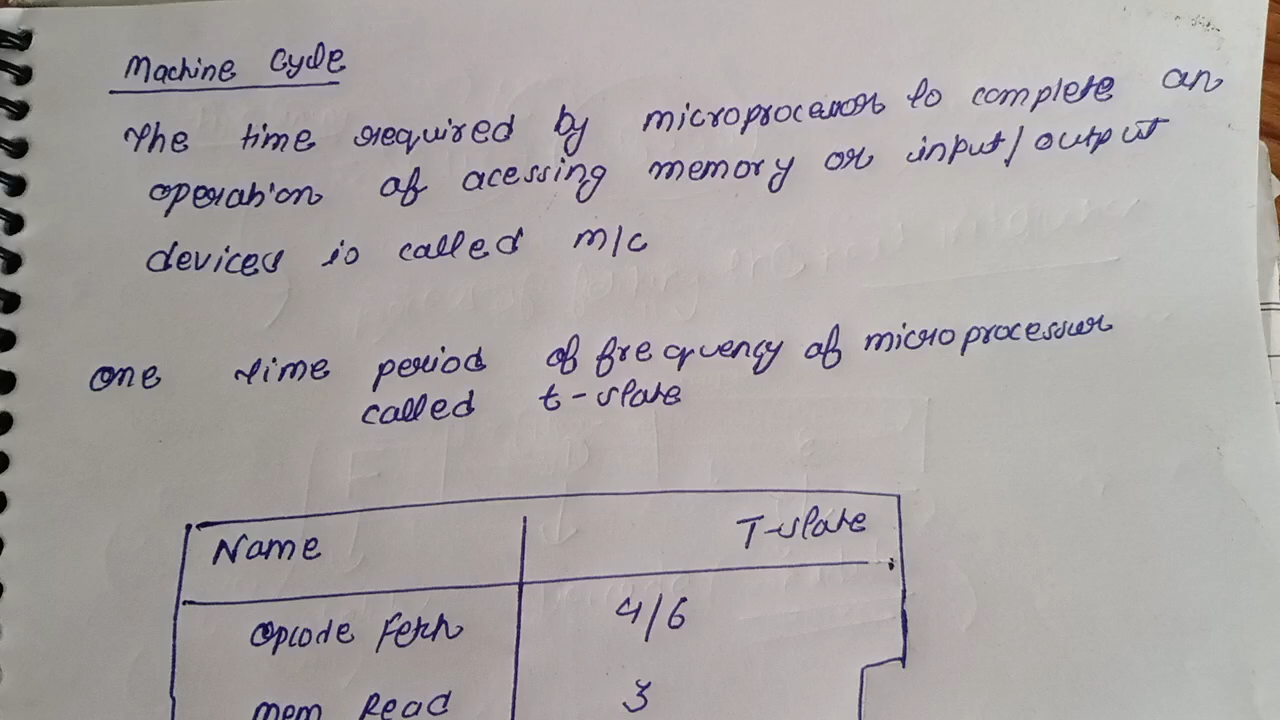 Machine Cycle
The time required by microprocessor to complete an
operation of acessing memory or input/output
devices is called m/c
one time period of frequency of microprocessor
called t-state
Name T-state
Opcode Fetch 4/6
mem Read 3